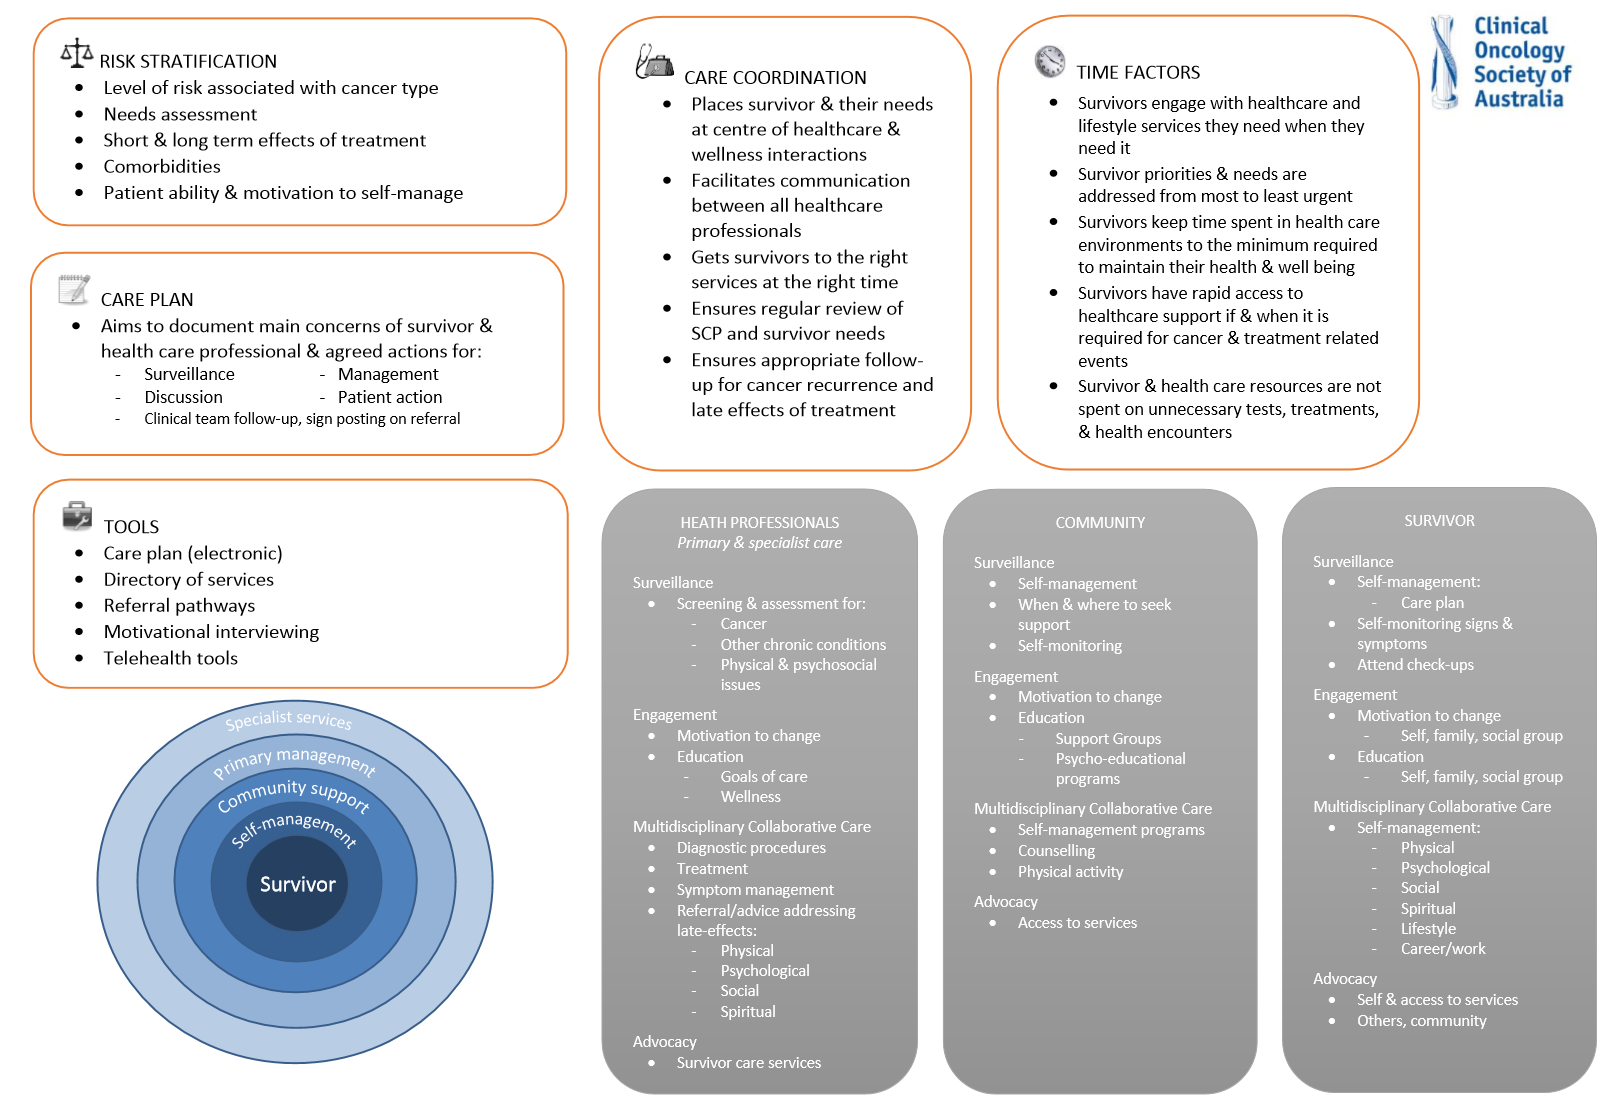 RISK STRATIFICATION
• Level of risk associated with cancer type
• Needs assessment
• Short & long term effects of treatment
• Comorbidities
• Patient ability & motivation to self-manage
CARE PLAN
• Aims to document main concerns of survivor &
health care professional & agreed actions for:
- Surveillance - Management
- Discussion - Patient action
- Clinical team follow-up, sign posting on referral
TOOLS
• Care plan (electronic)
• Directory of services
• Referral pathways
• Motivational interviewing
• Telehealth tools
Specialist services
Primary management
Community support
Self-management
Survivor
CARE COORDINATION
• Places survivor & their needs
at centre of healthcare &
wellness interactions
• Facilitates communication
between all healthcare
professionals
• Gets survivors to the right
services at the right time
• Ensures regular review of
SCP and survivor needs
• Ensures appropriate follow-
up for cancer recurrence and
late effects of treatment
TIME FACTORS
• Survivors engage with healthcare and
lifestyle services they need when they
need it
• Survivor priorities & needs are
addressed from most to least urgent
• Survivors keep time spent in health care
environments to the minimum required
to maintain their health & well being
• Survivors have rapid access to
healthcare support if & when it is
required for cancer & treatment related
events
• Survivor & health care resources are not
spent on unnecessary tests, treatments,
& health encounters
Clinical
Oncology
Society of
Australia
HEATH PROFESSIONALS
Primary & specialist care
Surveillance
• Screening & assessment for:
- Cancer
- Other chronic conditions
- Physical & psychosocial
issues
Engagement
• Motivation to change
• Education
- Goals of care
- Wellness
Multidisciplinary Collaborative Care
• Diagnostic procedures
• Treatment
• Symptom management
• Referral/advice addressing
late-effects:
- Physical
- Psychological
- Social
- Spiritual
Advocacy
• Survivor care services
COMMUNITY
Surveillance
• Self-management
• When & where to seek
support
• Self-monitoring
Engagement
• Motivation to change
• Education
- Support Groups
- Psycho-educational
programs
Multidisciplinary Collaborative Care
• Self-management programs
• Counselling
• Physical activity
Advocacy
• Access to services
SURVIVOR
Surveillance
• Self-management:
- Care plan
• Self-monitoring signs &
symptoms
• Attend check-ups
Engagement
• Motivation to change
- Self, family, social group
• Education
- Self, family, social group
Multidisciplinary Collaborative Care
• Self-management:
- Physical
- Psychological
- Social
- Spiritual
- Lifestyle
- Career/work
Advocacy
• Self & access to services
• Others, community